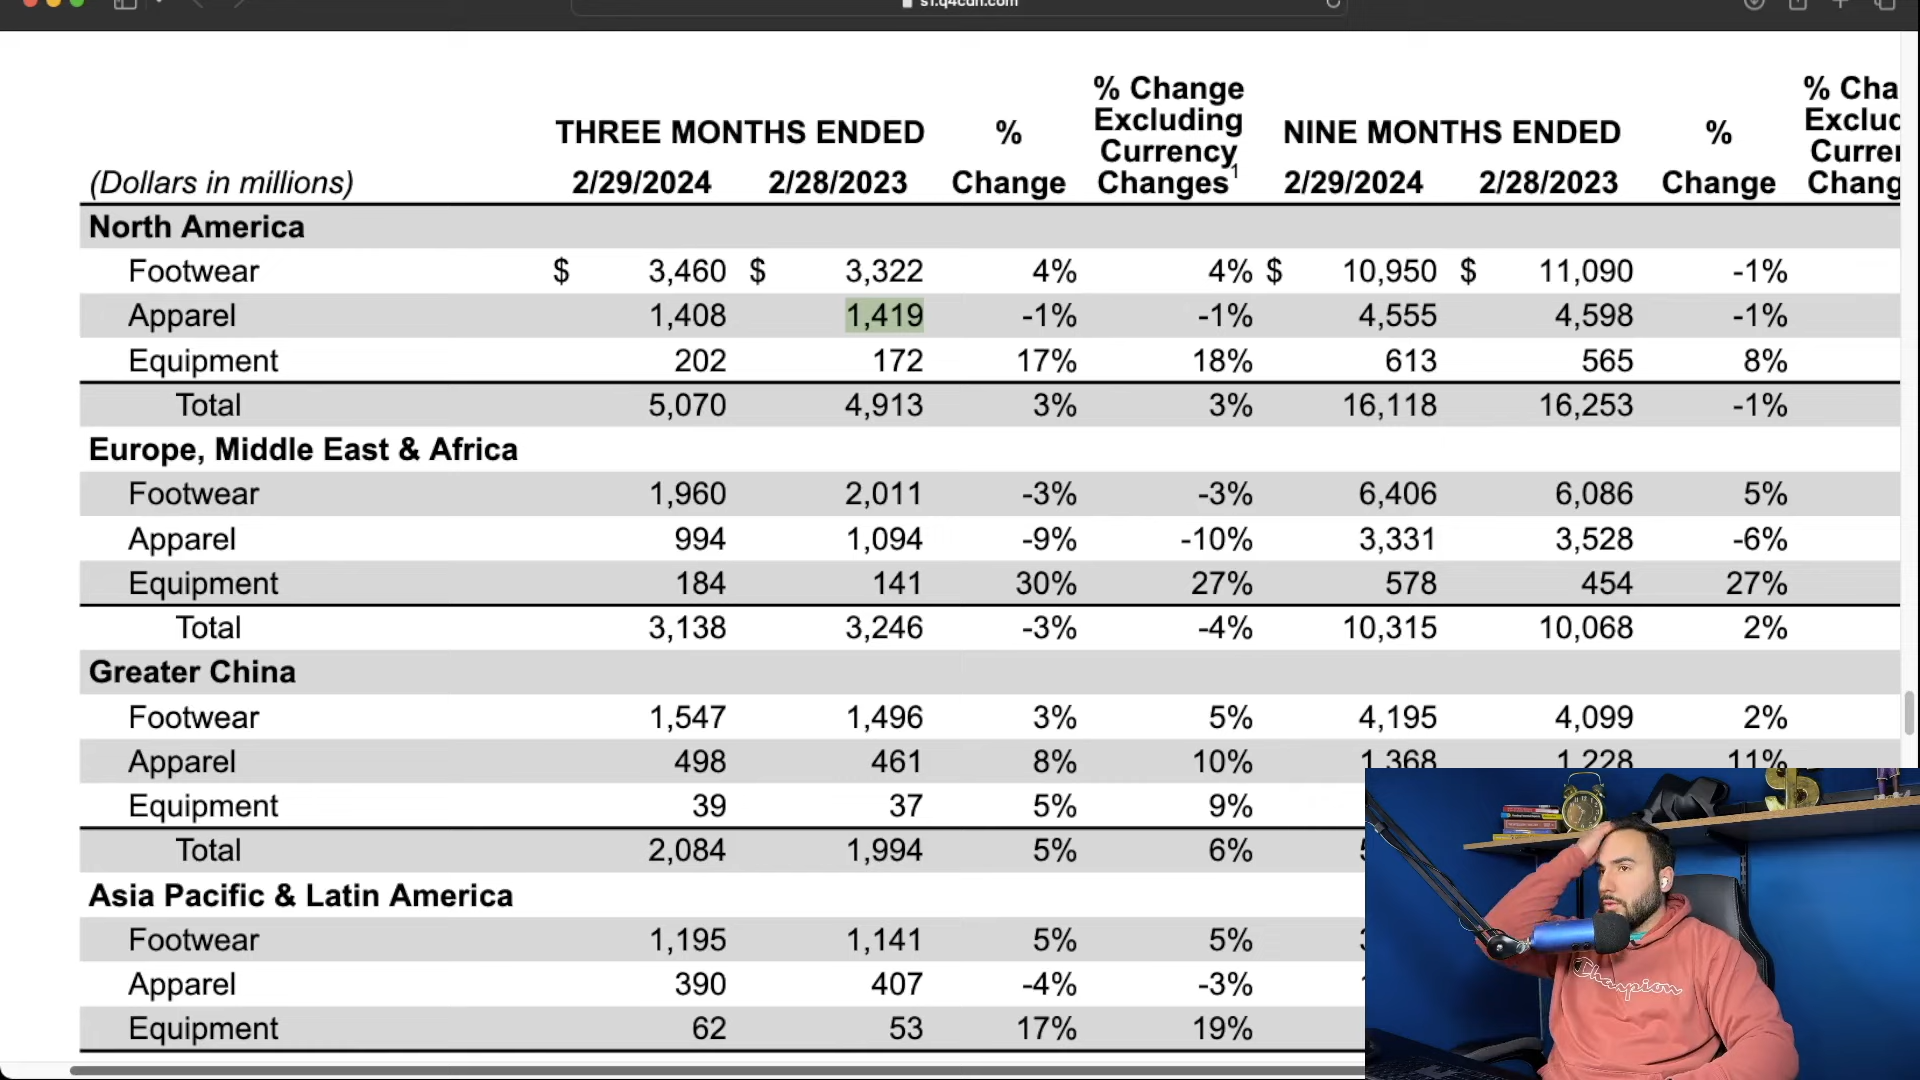 s1.q4cdn.com
(Dollars in millions) THREE MONTHS ENDED 2/29/2024 2/28/2023 % Change % Change Excluding Currency Changes1 NINE MONTHS ENDED 2/29/2024 2/28/2023 % Change % Cha Exclud Curre Chang
North America
Footwear $ 3,460 $ 3,322 4% 4% $ 10,950 $ 11,090 -1%
Apparel 1,408 1,419 -1% -1% 4,555 4,598 -1%
Equipment 202 172 17% 18% 613 565 8%
Total 5,070 4,913 3% 3% 16,118 16,253 -1%
Europe, Middle East & Africa
Footwear 1,960 2,011 -3% -3% 6,406 6,086 5%
Apparel 994 1,094 -9% -10% 3,331 3,528 -6%
Equipment 184 141 30% 27% 578 454 27%
Total 3,138 3,246 -3% -4% 10,315 10,068 2%
Greater China
Footwear 1,547 1,496 3% 5% 4,195 4,099 2%
Apparel 498 461 8% 10% 1,368 1,228 11%
Equipment 39 37 5% 9%
Total 2,084 1,994 5% 6%
Asia Pacific & Latin America
Footwear 1,195 1,141 5% 5%
Apparel 390 407 -4% -3%
Equipment 62 53 17% 19%
Champion